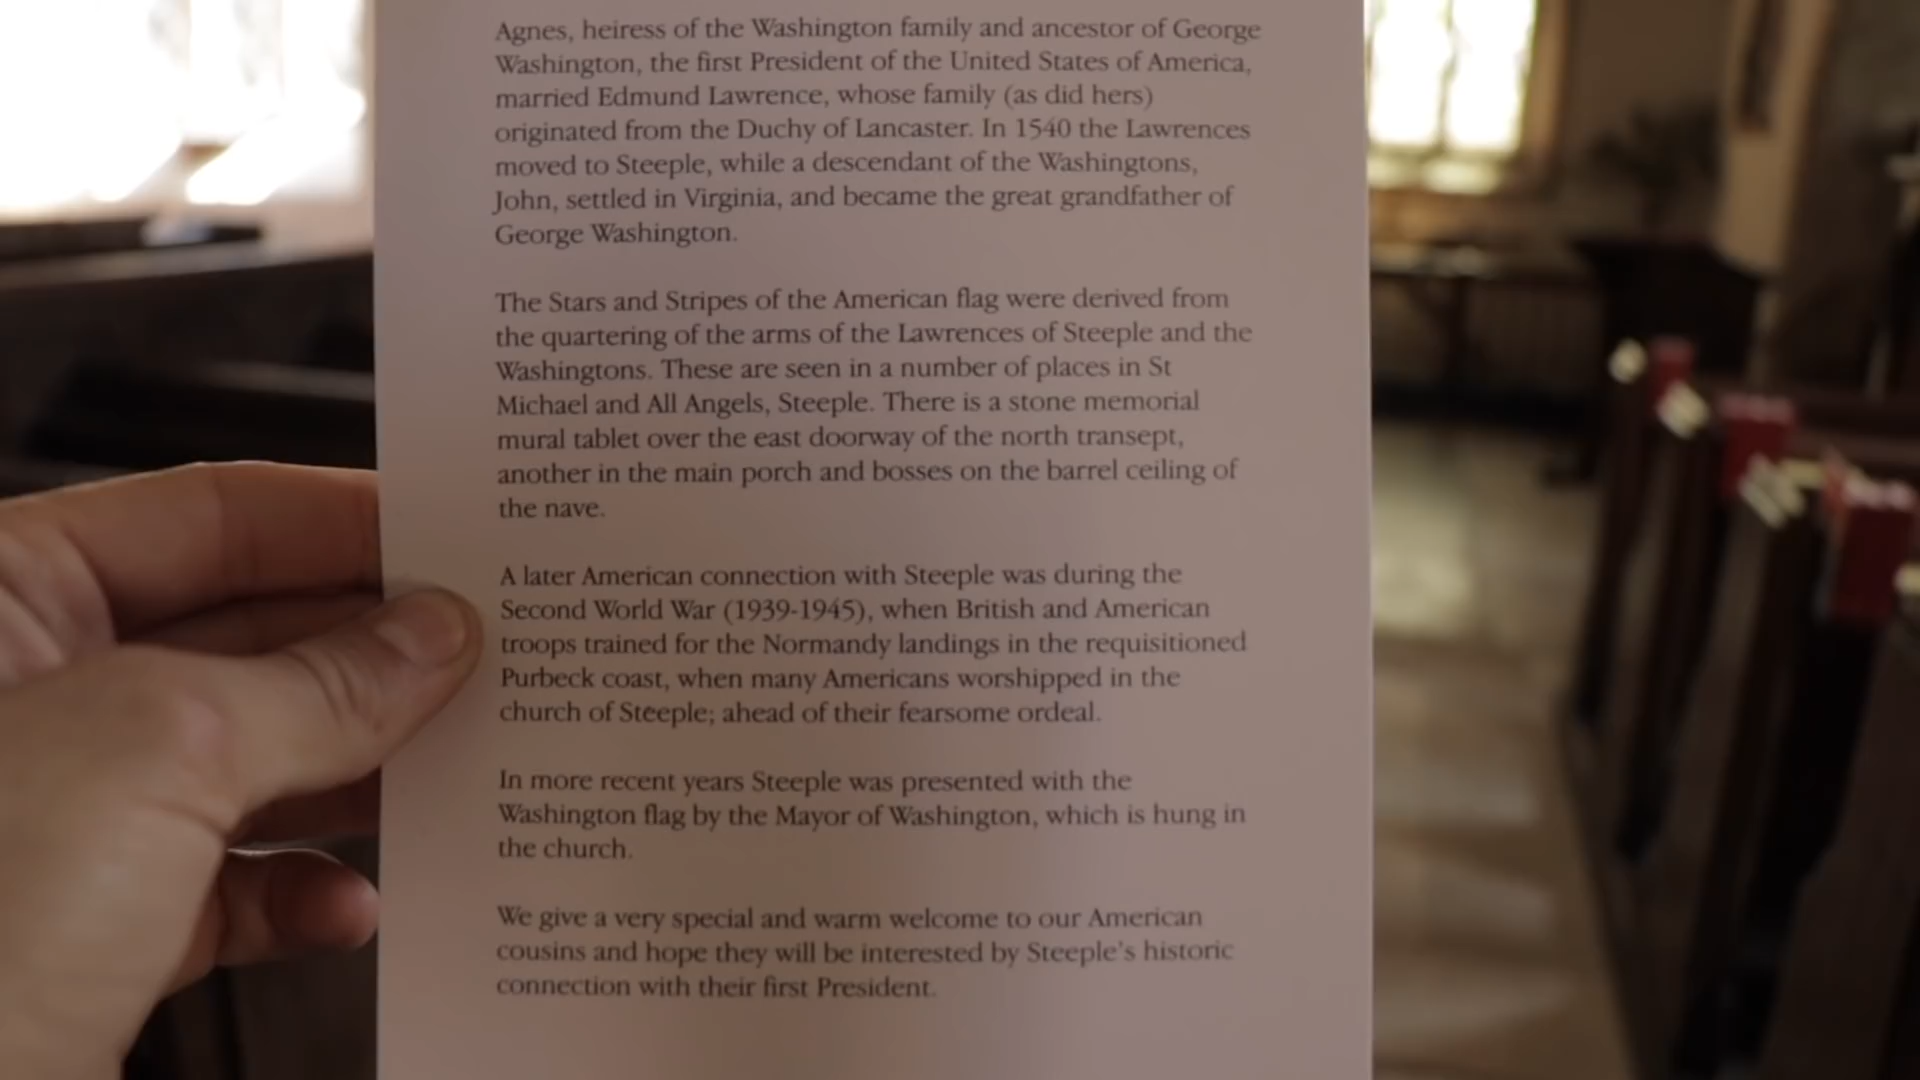 Agnes, heiress of the Washington family and ancestor of George
Washington, the first President of the United States of America,
married Edmund Lawrence, whose family (as did hers)
originated from the Duchy of Lancaster. In 1540 the Lawrences
moved to Steeple, while a descendant of the Washingtons,
John, settled in Virginia, and became the great grandfather of
George Washington.
The Stars and Stripes of the American flag were derived from
the quartering of the arms of the Lawrences of Steeple and the
Washingtons. These are seen in a number of places in St
Michael and All Angels, Steeple. There is a stone memorial
mural tablet over the east doorway of the north transept,
another in the main porch and bosses on the barrel ceiling of
the nave.
A later American connection with Steeple was during the
Second World War (1939-1945), when British and American
troops trained for the Normandy landings in the requisitioned
Purbeck coast, when many Americans worshipped in the
church of Steeple; ahead of their fearsome ordeal.
In more recent years Steeple was presented with the
Washington flag by the Mayor of Washington, which is hung in
the church.
We give a very special and warm welcome to our American
cousins and hope they will be interested by Steeple's historic
connection with their first President.